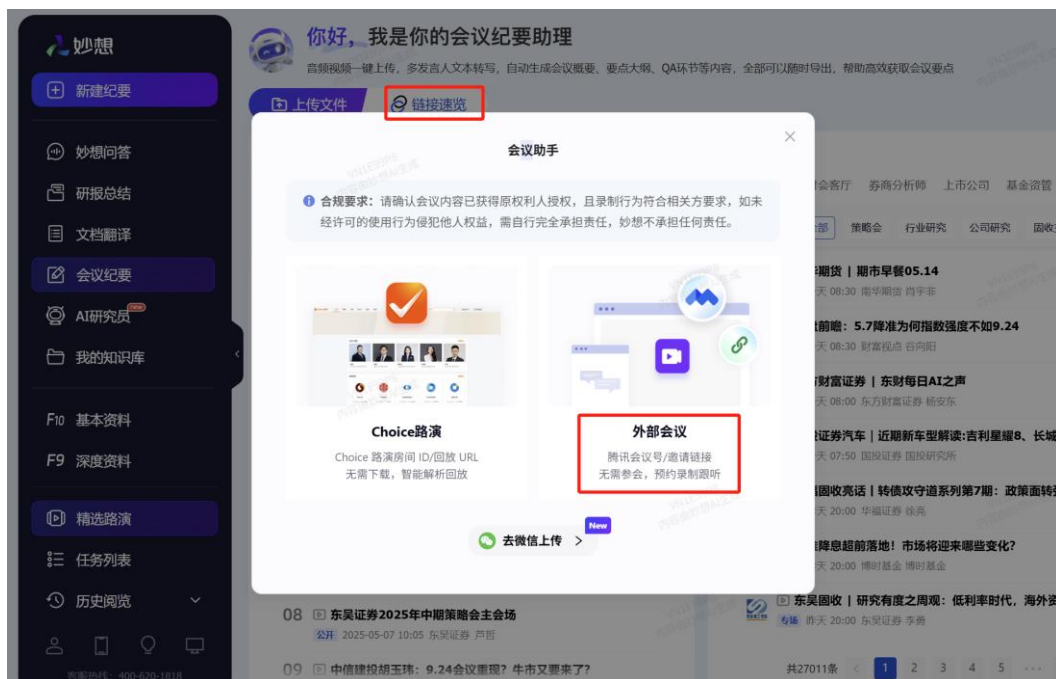 妙想
新建纪要
妙想问答
研报总结
文档翻译
会议纪要
AI研究员
new
我的知识库
F10 基本资料
F9 深度资料
精选路演
任务列表
历史阅览
客服热线：400-620-1818
你好，我是你的会议纪要助理
音频视频一键上传，多发言人文本转写，自动生成会议概要、要点大纲、QA环节等内容，全部可以随时导出，帮助高效获取会议要点
上传文件
链接速览
会议助手
合规要求：请确认会议内容已获得原权利人授权，且录制行为符合相关方要求，如未
经许可的使用行为侵犯他人权益，需自行完全承担责任，妙想不承担任何责任。
Choice路演
Choice 路演房间 ID/回放 URL
无需下载，智能解析回放
外部会议
腾讯会议号/邀请链接
无需参会，预约录制跟听
去微信上传 >
New
08 东吴证券2025年中期策略会主会场
公开 2025-05-07 10:05 东吴证券 芦哲
09 中信建投胡玉玮：9.24会议重现？牛市又要来了？
会客厅 券商分析师 上市公司 基金资管
部 策略会 行业研究 公司研究 固收
期货 | 期市早餐05.14
天 08:30 南华期货 肖宇非
前瞻：5.7降准为何指数强度不如9.24
天 08:30 财富视点 谷向阳
财富证券 | 东财每日AI之声
天 08:00 东方财富证券 杨安东
证券汽车 | 近期新车型解读:吉利星耀8、长城
天 07:50 国投证券 国投研究所
固收亮话 | 转债攻守道系列第7期：政策面转
天 20:00 华福证券 徐亮
降息超前落地！市场将迎来哪些变化？
天 20:00 博时基金 博时基金
东吴固收 | 研究有度之周观：低利率时代，海外资
专场 昨天 20:00 东吴证券 李勇
共27011条 < 1 2 3 4 5 ···